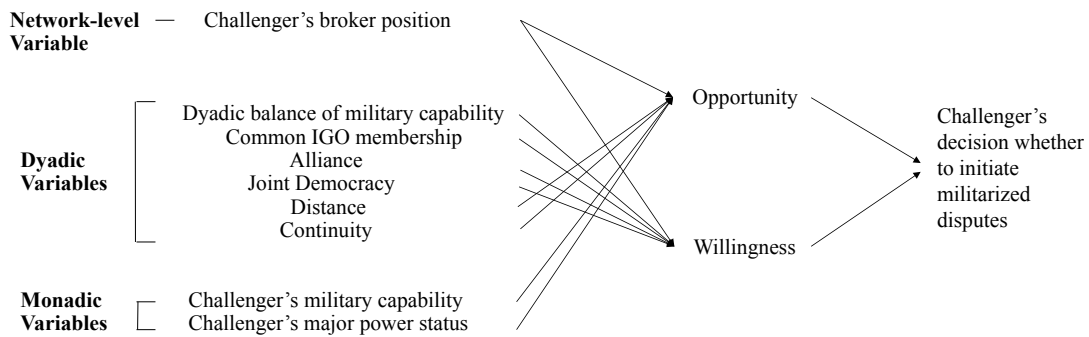 Network-level Variable — Challenger’s broker position
Dyadic Variables
Dyadic balance of military capability
Common IGO membership
Alliance
Joint Democracy
Distance
Continuity
Monadic Variables
Challenger’s military capability
Challenger’s major power status
Opportunity
Willingness
Challenger’s
decision whether
to initiate
militarized
disputes